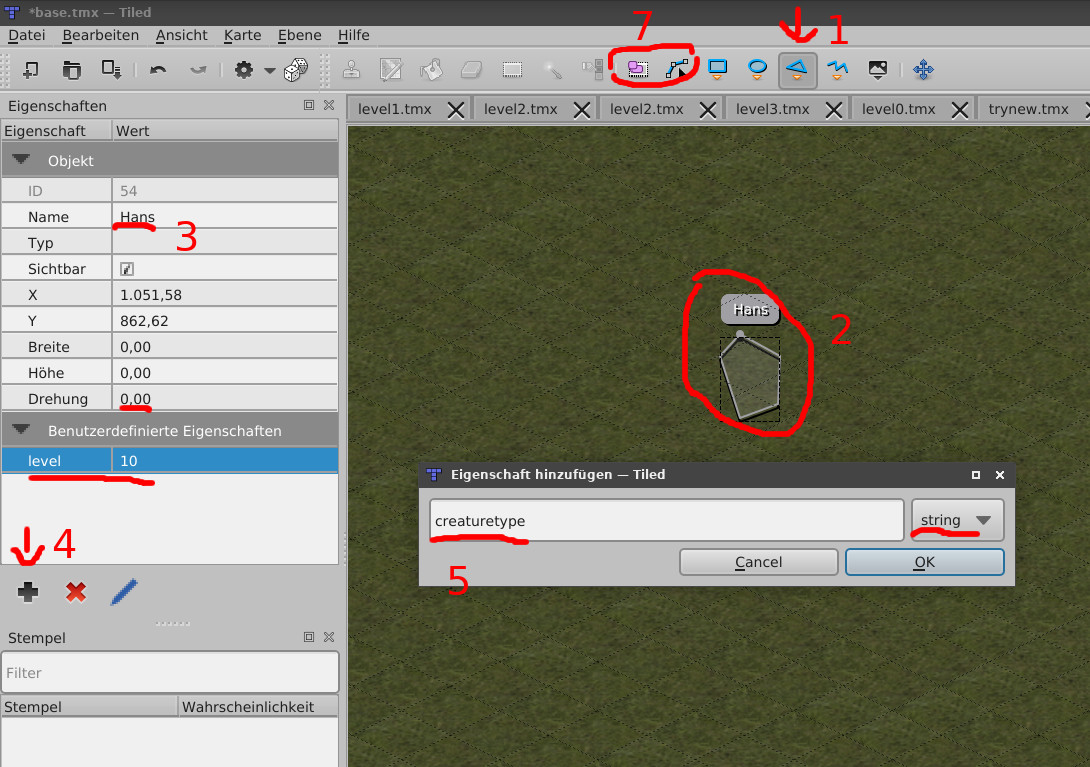 *base.tmx — Tiled
Datei Bearbeiten Ansicht Karte Ebene Hilfe
7
1
Eigenschaften
level1.tmx level2.tmx level2.tmx level3.tmx level0.tmx trynew.tmx
Eigenschaft Wert
Objekt
ID 54
Name Hans
3
Typ
Sichtbar
X 1.051,58
Y 862,62
Breite 0,00
Höhe 0,00
Drehung 0,00
Benutzerdefinierte Eigenschaften
level 10
4
Hans
2
Eigenschaft hinzufügen — Tiled
creaturetype string
Cancel OK
5
Stempel
Filter
Stempel Wahrscheinlichkeit